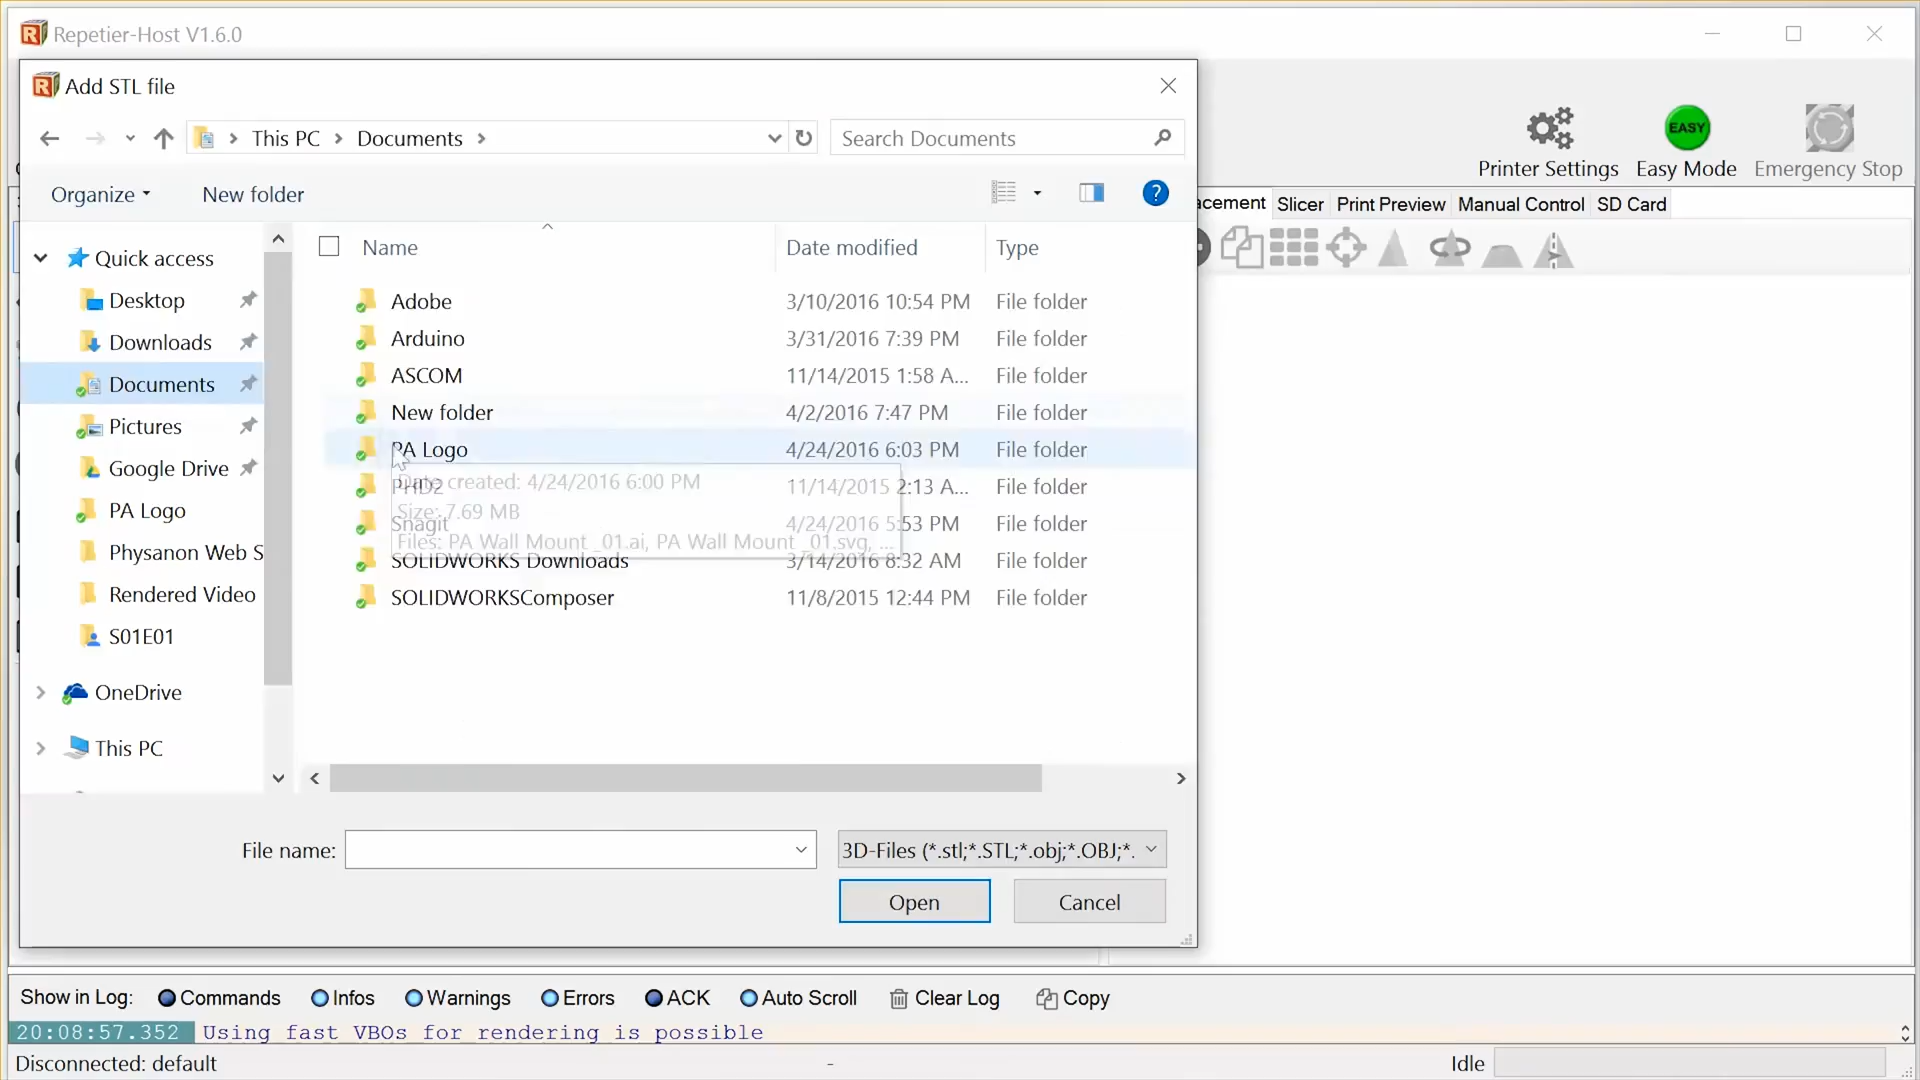 Repetier-Host V1.6.0
Add STL file
This PC
Documents
Search Documents
Printer Settings
EASY
Easy Mode
Emergency Stop
Organize
New folder
Slicer
Print Preview
Manual Control
SD Card
Name
Date modified
Type
Quick access
Desktop
Downloads
Documents
Pictures
Google Drive
PA Logo
Physanon Web S
Rendered Video
S01E01
OneDrive
This PC
Adobe 3/10/2016 10:54 PM File folder
Arduino 3/31/2016 7:39 PM File folder
ASCOM 11/14/2015 1:58 A... File folder
New folder 4/2/2016 7:47 PM File folder
PA Logo 4/24/2016 6:03 PM File folder
PHD2 11/14/2015 2:13 A... File folder
Snagit 4/24/2016 5:53 PM File folder
SOLIDWORKS Downloads 3/14/2016 8:32 AM File folder
SOLIDWORKSComposer 11/8/2015 12:44 PM File folder
Date created: 4/24/2016 6:00 PM
Size: 7.69 MB
Files: PA Wall Mount _01.ai, PA Wall Mount _01.svg, ...
File name:
3D-Files (*.stl;*.STL;*.obj;*.OBJ;*.
Open
Cancel
Show in Log:
Commands
Infos
Warnings
Errors
ACK
Auto Scroll
Clear Log
Copy
20:08:57.352 Using fast VBOs for rendering is possible
Disconnected: default
-
Idle